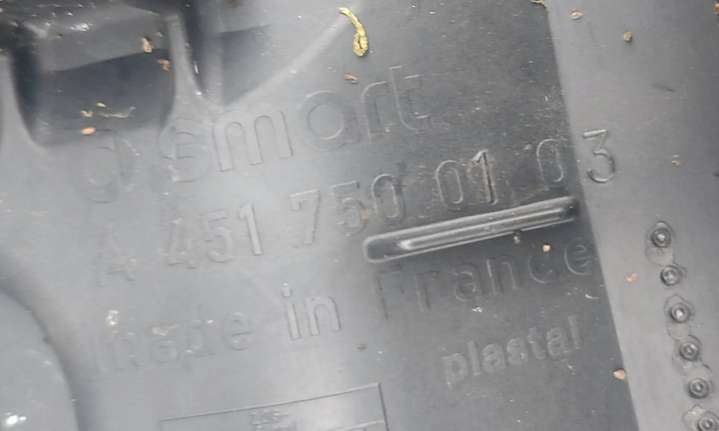 smart
A 451 750 01 03
made in France
plastal